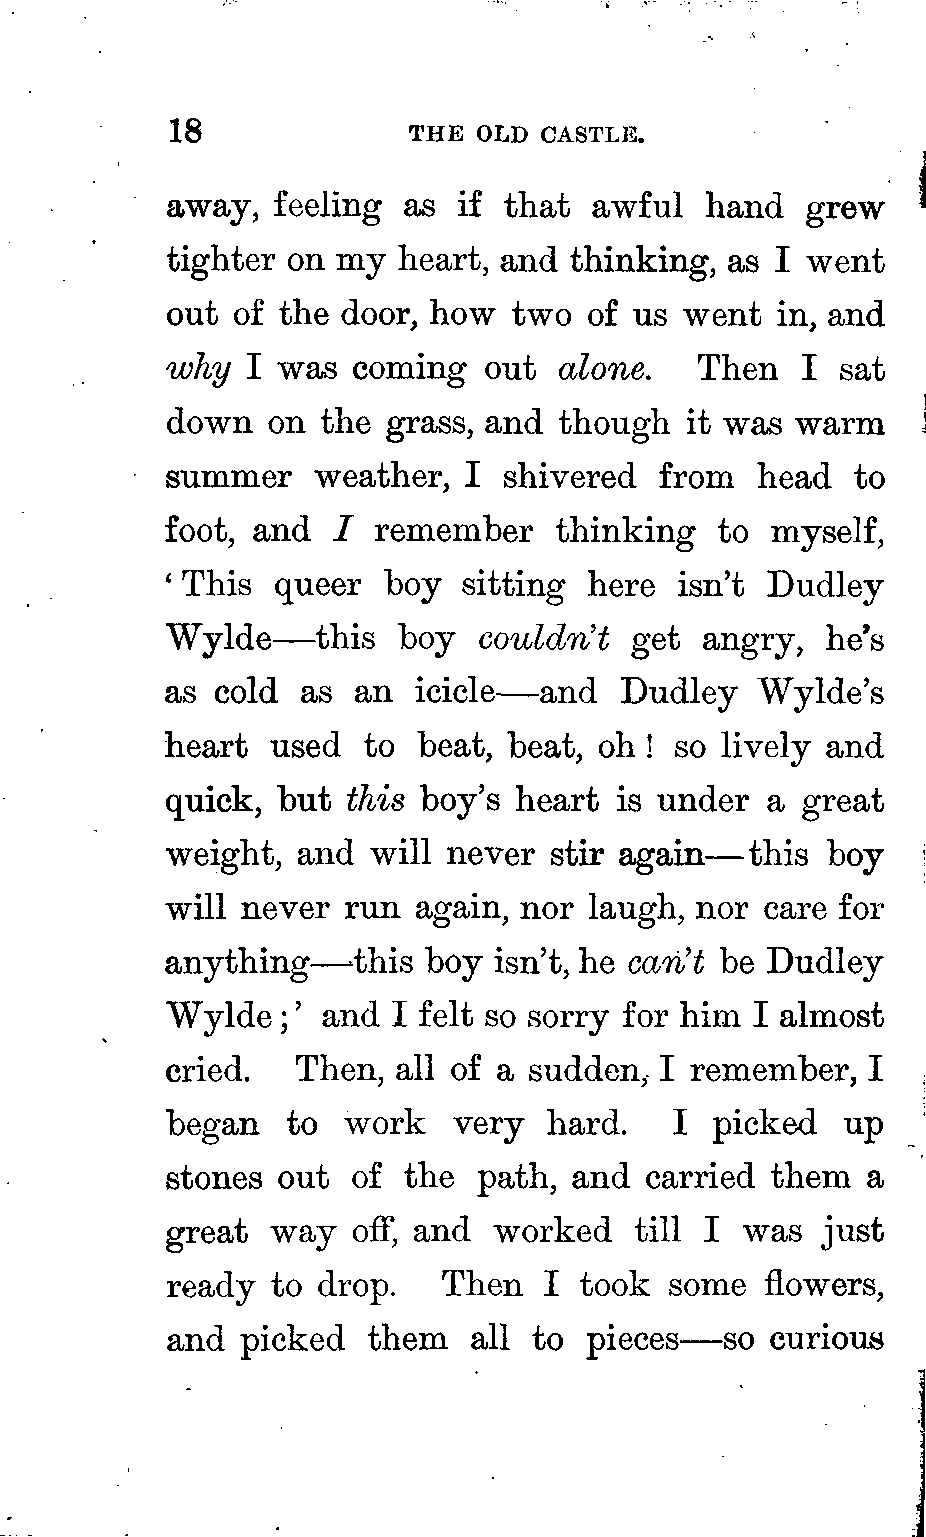 18 THE OLD CASTLE.
away, feeling as if that awful hand grew
tighter on my heart, and thinking, as I went
out of the door, how two of us went in, and
why I was coming out alone. Then I sat
down on the grass, and though it was warm
summer weather, I shivered from head to
foot, and I remember thinking to myself,
‘This queer boy sitting here isn’t Dudley
Wylde—this boy couldn’t get angry, he’s
as cold as an icicle—and Dudley Wylde’s
heart used to beat, beat, oh! so lively and
quick, but this boy’s heart is under a great
weight, and will never stir again—this boy
will never run again, nor laugh, nor care for
anything—this boy isn’t, he can’t be Dudley
Wylde;’ and I felt so sorry for him I almost
cried. Then, all of a sudden, I remember, I
began to work very hard. I picked up
stones out of the path, and carried them a
great way off, and worked till I was just
ready to drop. Then I took some flowers,
and picked them all to pieces—so curious